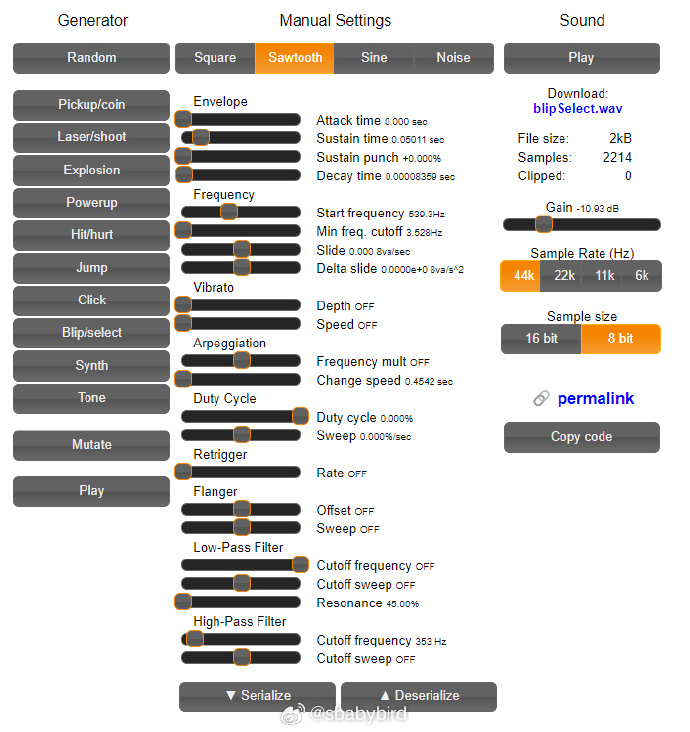 Generator
Random
Pickup/coin
Laser/shoot
Explosion
Powerup
Hit/hurt
Jump
Click
Blip/select
Synth
Tone
Mutate
Play
Manual Settings
Square
Sawtooth
Sine
Noise
Envelope
Attack time 0.000 sec
Sustain time 0.05011 sec
Sustain punch +0.000%
Decay time 0.00008359 sec
Frequency
Start frequency 539.3Hz
Min freq. cutoff 3.528Hz
Slide 0.000 8va/sec
Delta slide 0.0000e+0 8va/s^2
Vibrato
Depth OFF
Speed OFF
Arpeggiation
Frequency mult OFF
Change speed 0.4542 sec
Duty Cycle
Duty cycle 0.000%
Sweep 0.000%/sec
Retrigger
Rate OFF
Flanger
Offset OFF
Sweep OFF
Low-Pass Filter
Cutoff frequency OFF
Cutoff sweep OFF
Resonance 45.00%
High-Pass Filter
Cutoff frequency 353 Hz
Cutoff sweep OFF
▼ Serialize
▲ Deserialize
Sound
Play
Download:
blipSelect.wav
File size: 2kB
Samples: 2214
Clipped: 0
Gain -10.93 dB
Sample Rate (Hz)
44k
22k
11k
6k
Sample size
16 bit
8 bit
permalink
Copy code
@sbabybird